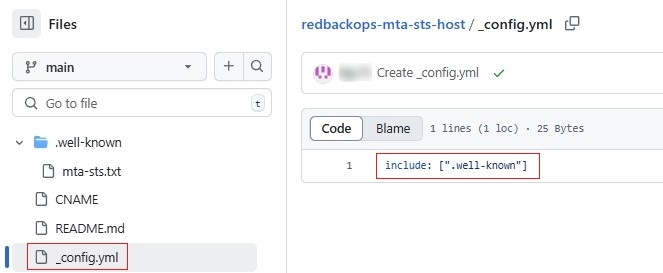 Files
main
Go to file
t
.well-known
mta-sts.txt
CNAME
README.md
_config.yml
redbackops-mta-sts-host / _config.yml
Create _config.yml
Code Blame 1 lines (1 loc) · 25 Bytes
1 include: [".well-known"]